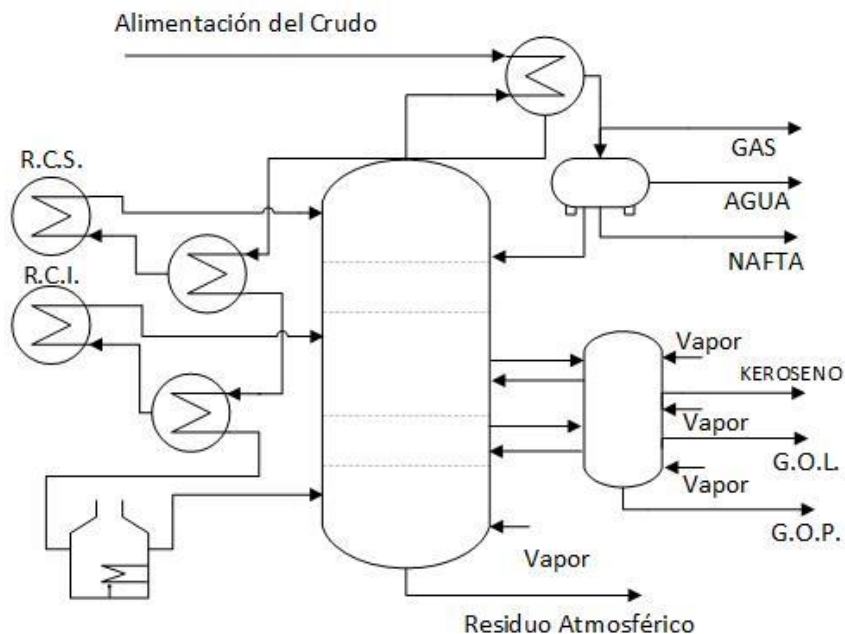 Alimentación del Crudo
R.C.S.
GAS
AGUA
R.C.I.
NAFTA
Vapor
KEROSENO
Vapor
G.O.L.
Vapor
G.O.P.
Vapor
Residuo Atmosférico